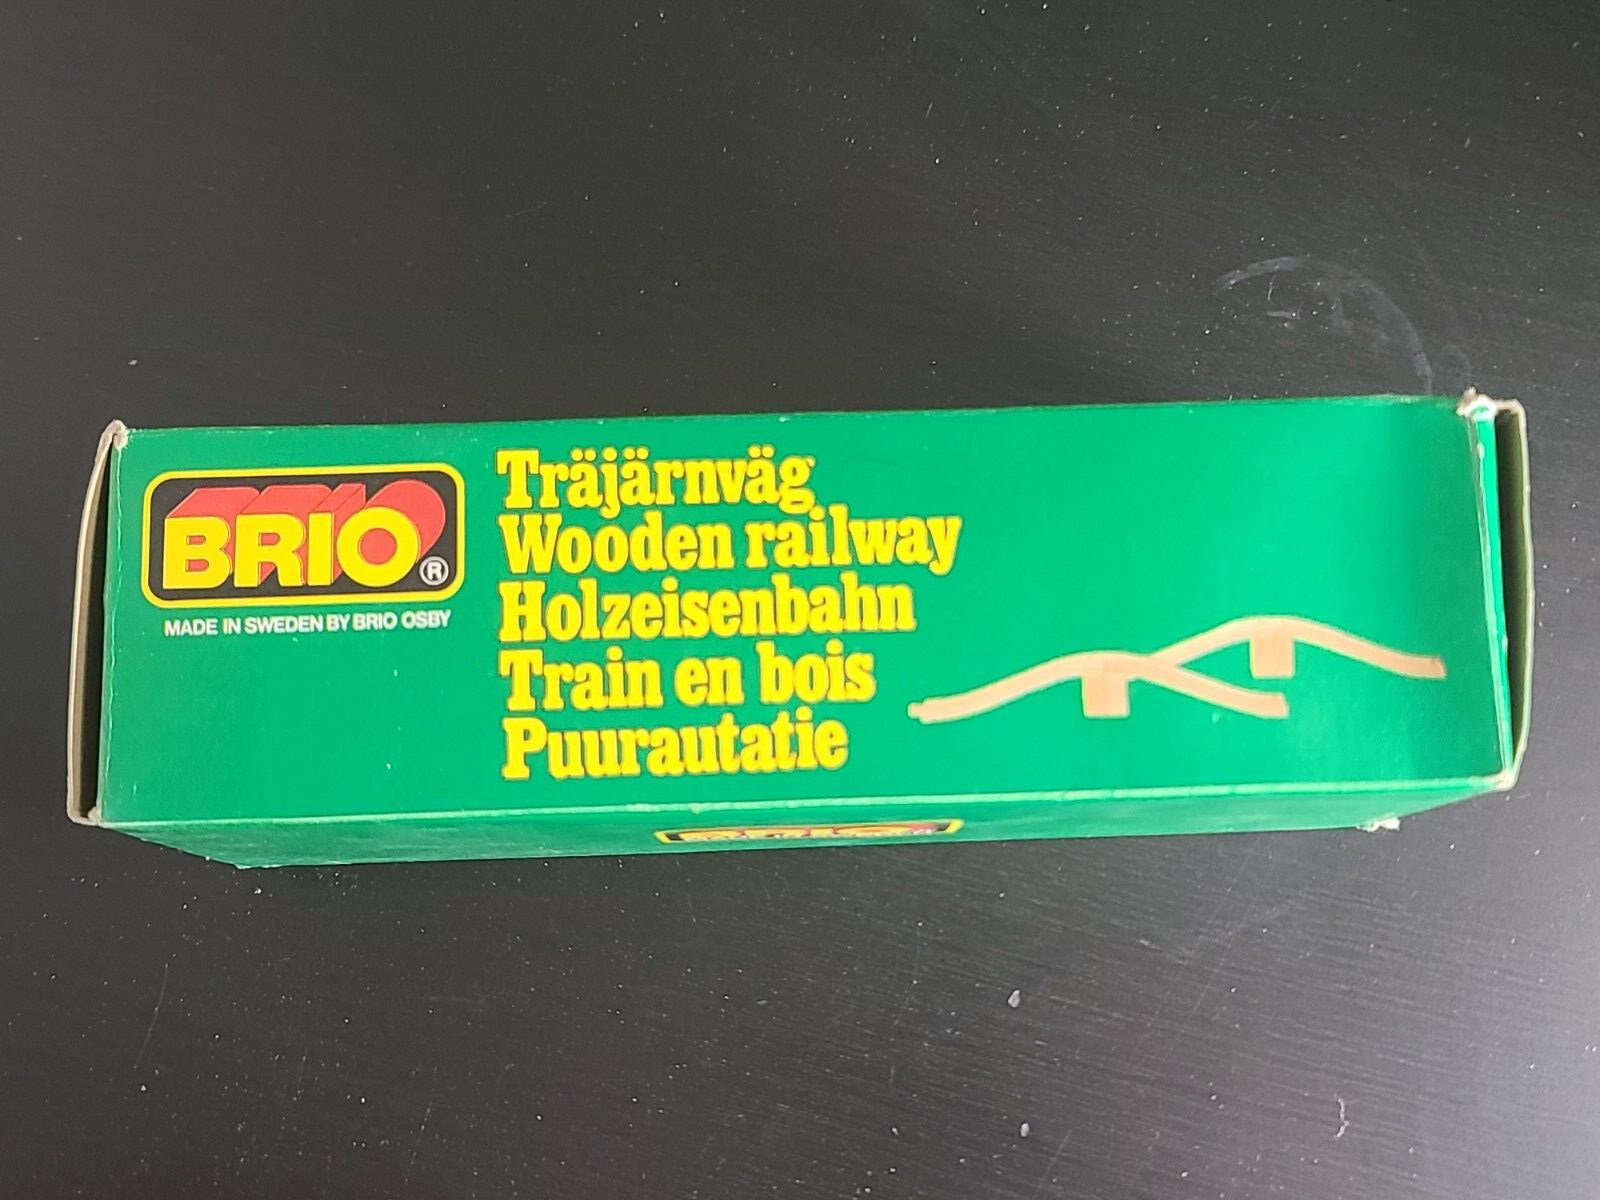 BRIO®
MADE IN SWEDEN BY BRIO OSBY
Träjärnväg
Wooden railway
Holzeisenbahn
Train en bois
Puurautatie